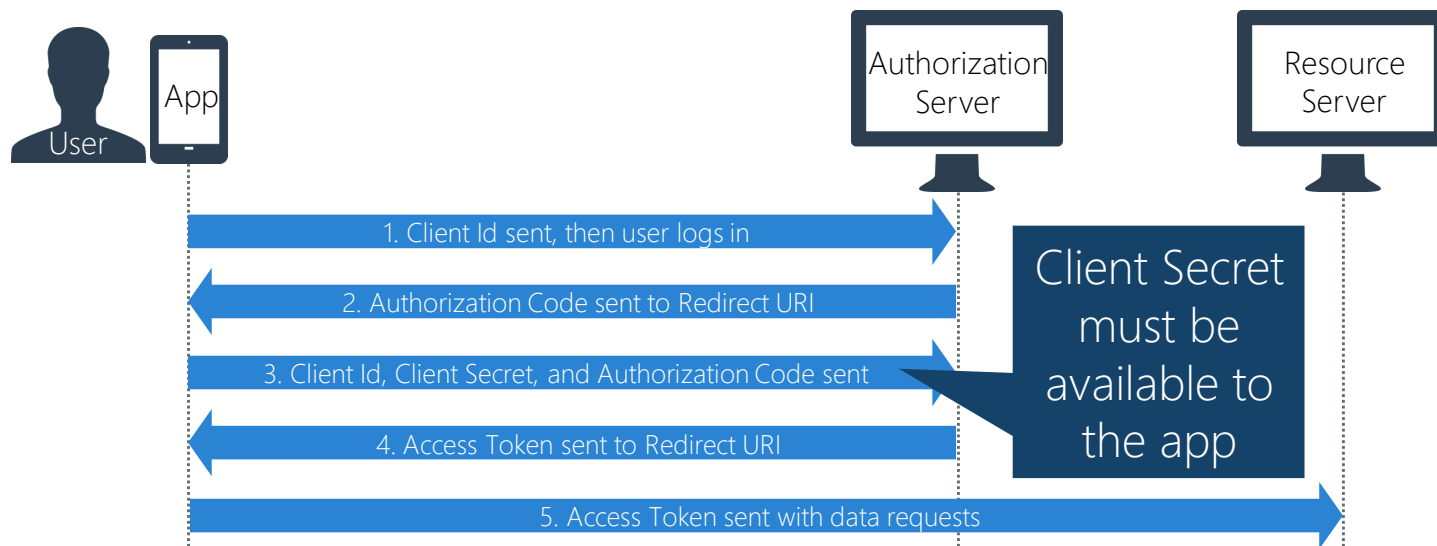 User
App
Authorization
Server
Resource
Server
1. Client Id sent, then user logs in
2. Authorization Code sent to Redirect URI
3. Client Id, Client Secret, and Authorization Code sent
4. Access Token sent to Redirect URI
5. Access Token sent with data requests
Client Secret
must be
available to
the app